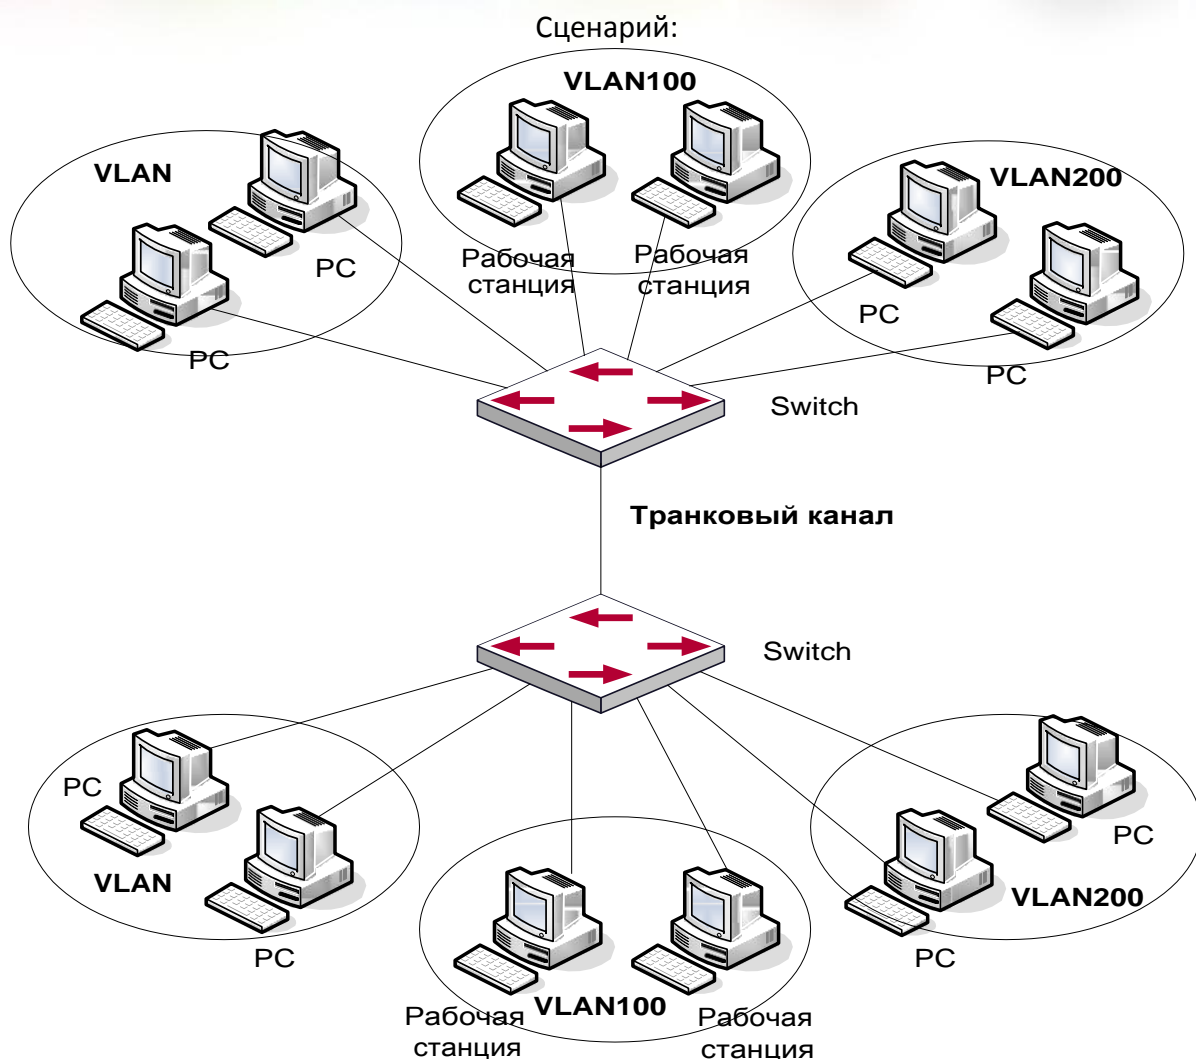 Сценарий:
VLAN100
VLAN
VLAN200
PC
PC
Рабочая
станция
Рабочая
станция
PC
PC
Switch
Транковый канал
Switch
PC
VLAN
PC
VLAN100
Рабочая
станция
Рабочая
станция
PC
VLAN200
PC